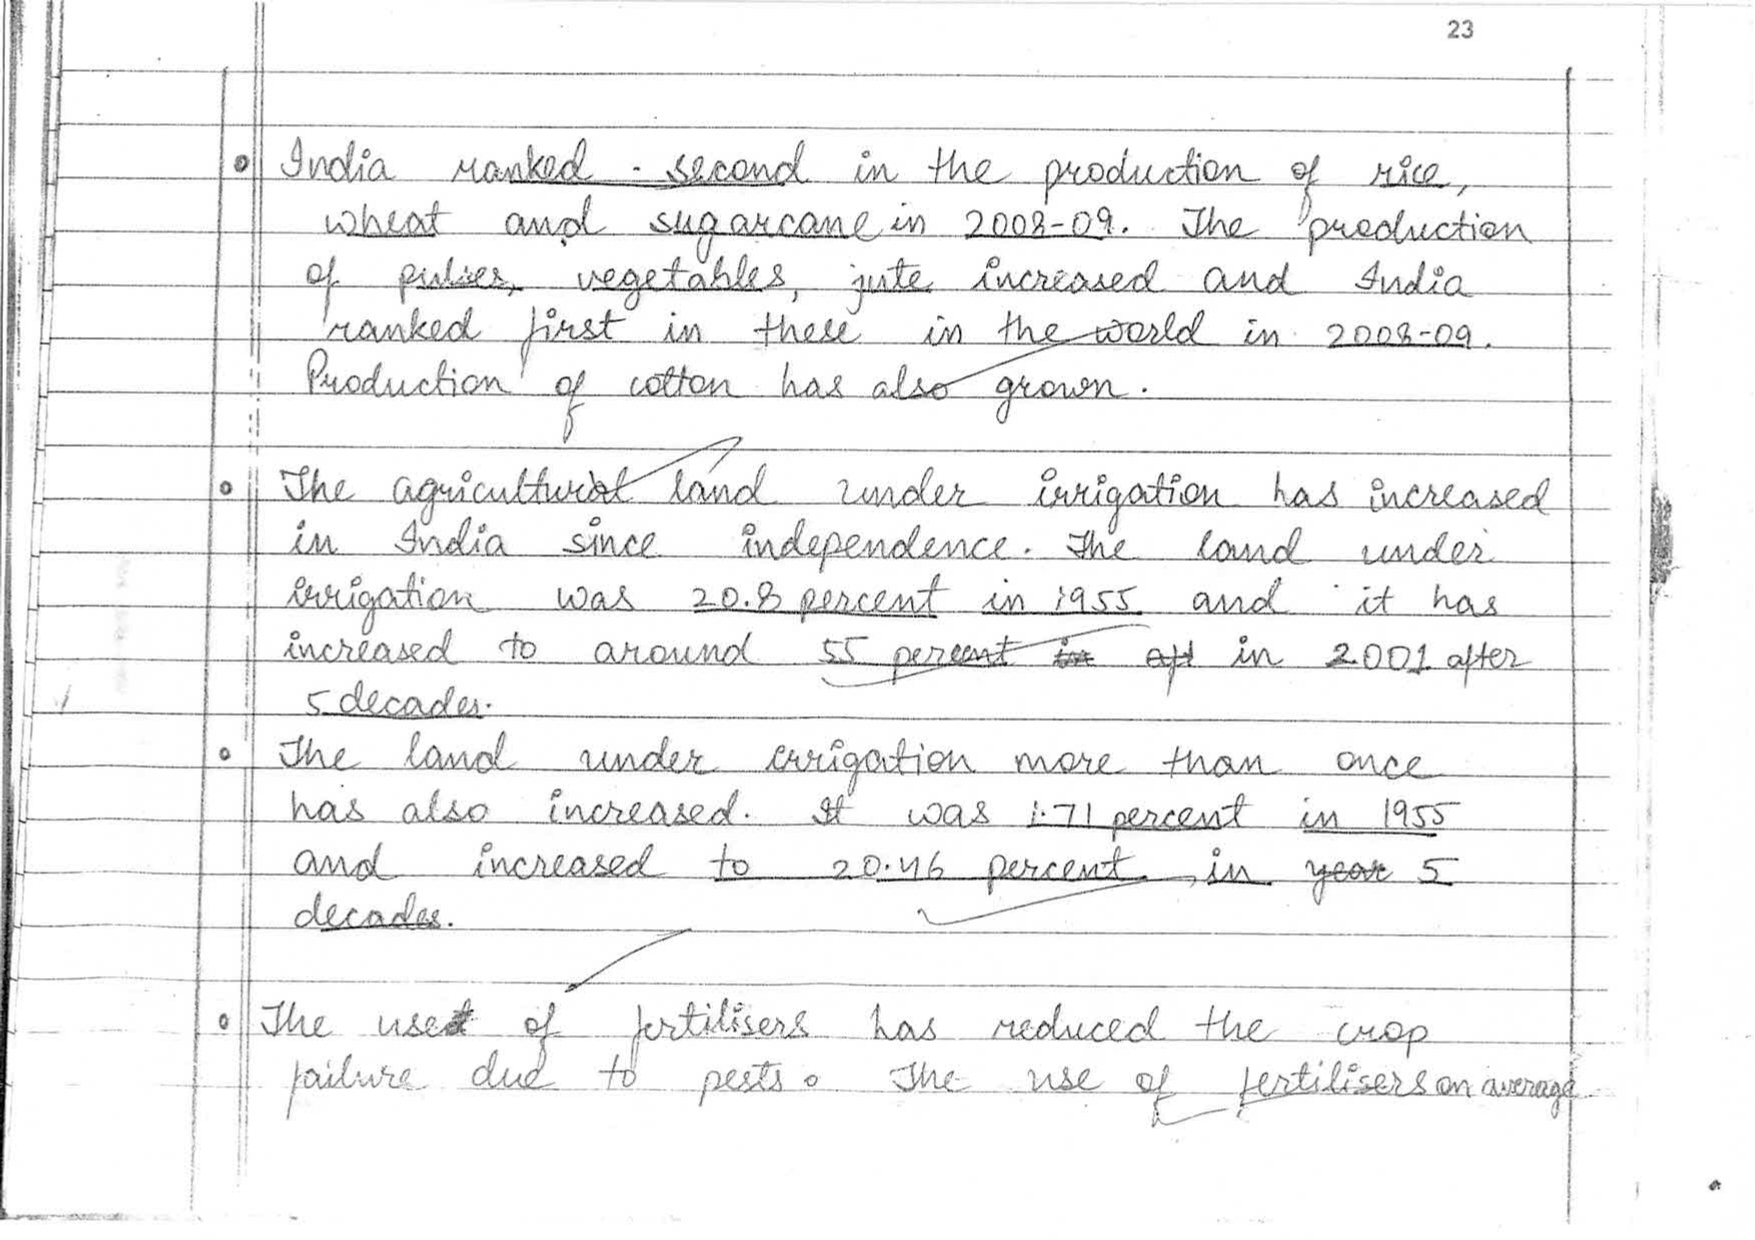 23
• India ranked second in the production of rice,
wheat and sugarcane in 2008-09. The production
of pulses, vegetables, jute increased and India
ranked first in these in the world in 2008-09.
Production of cotton has also grown.
• The agricultural land under irrigation has increased
in India since independence. The land under
irrigation was 20.8 percent in 1955 and it has
increased to around 55 percent in aft in 2001 after
5 decades.
• The land under irrigation more than once
has also increased. It was 1.71 percent in 1955
and increased to 20.46 percent, in year 5
decades.
• The use of fertilisers has reduced the crop
failure due to pests. The use of fertilisers on average